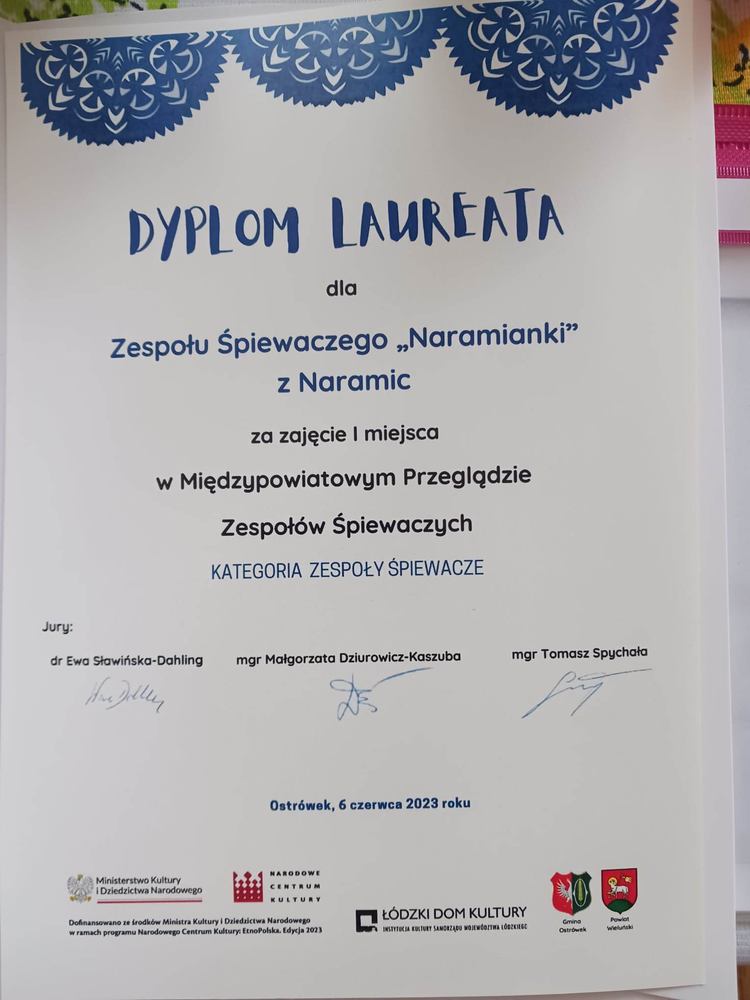 DYPLOM LAUREATA
dla
Zespołu Śpiewaczego „Naramianki”
z Naramic
za zajęcie I miejsca
w Międzypowiatowym Przeglądzie
Zespołów Śpiewaczych
KATEGORIA ZESPOŁY ŚPIEWACZE
Jury:
dr Ewa Sławińska-Dahling
mgr Małgorzata Dziurowicz-Kaszuba
mgr Tomasz Spychała
Ostrówek, 6 czerwca 2023 roku
Ministerstwo Kultury
i Dziedzictwa Narodowego
NARODOWE
CENTRUM
KULTURY
Dofinansowano ze środków Ministra Kultury i Dziedzictwa Narodowego
w ramach programu Narodowego Centrum Kultury: EtnoPolska. Edycja 2023
ŁÓDZKI DOM KULTURY
INSTYTUCJA KULTURY SAMORZĄDU WOJEWÓDZTWA ŁÓDZKIEGO
Gmina
Ostrówek
Powiat
Wieluński